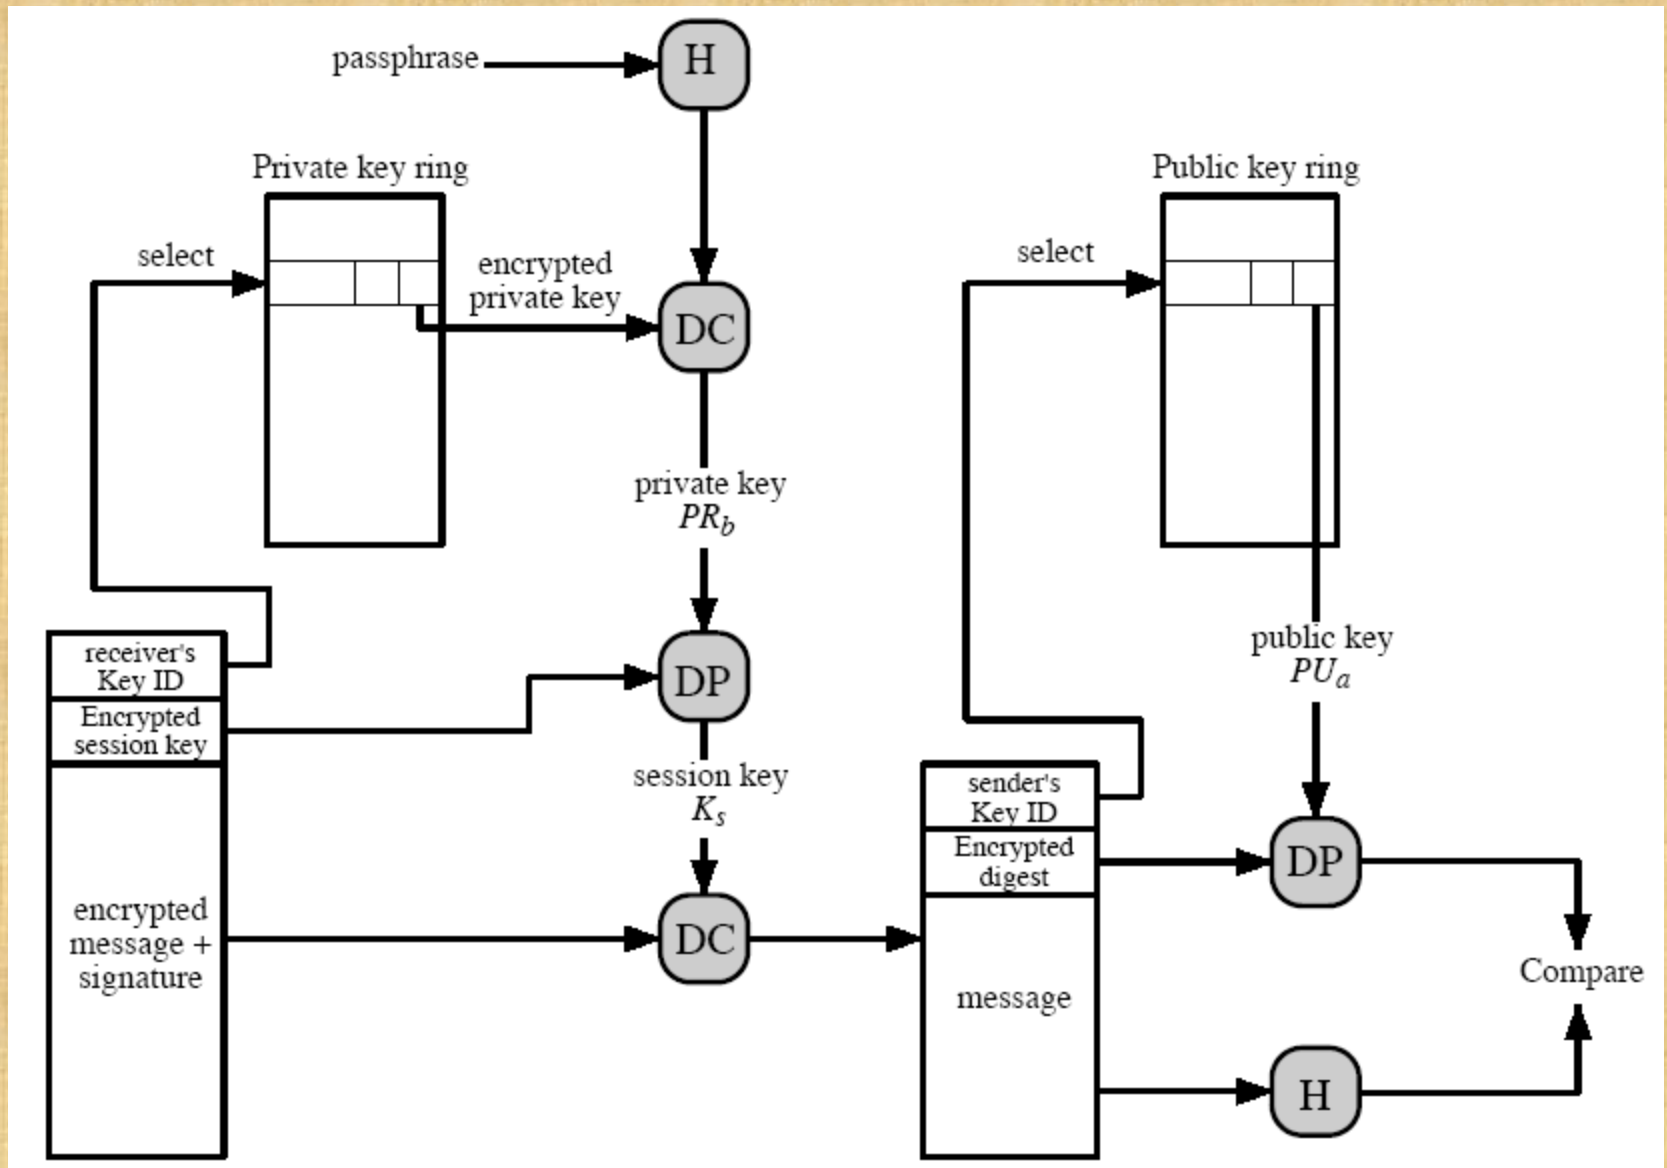 passphrase
H
Private key ring
Public key ring
select
encrypted
private key
select
DC
private key
PRb
receiver's
Key ID
Encrypted
session key
DP
public key
PUa
session key
Ks
sender's
Key ID
Encrypted
digest
DP
encrypted
message +
signature
DC
message
Compare
H